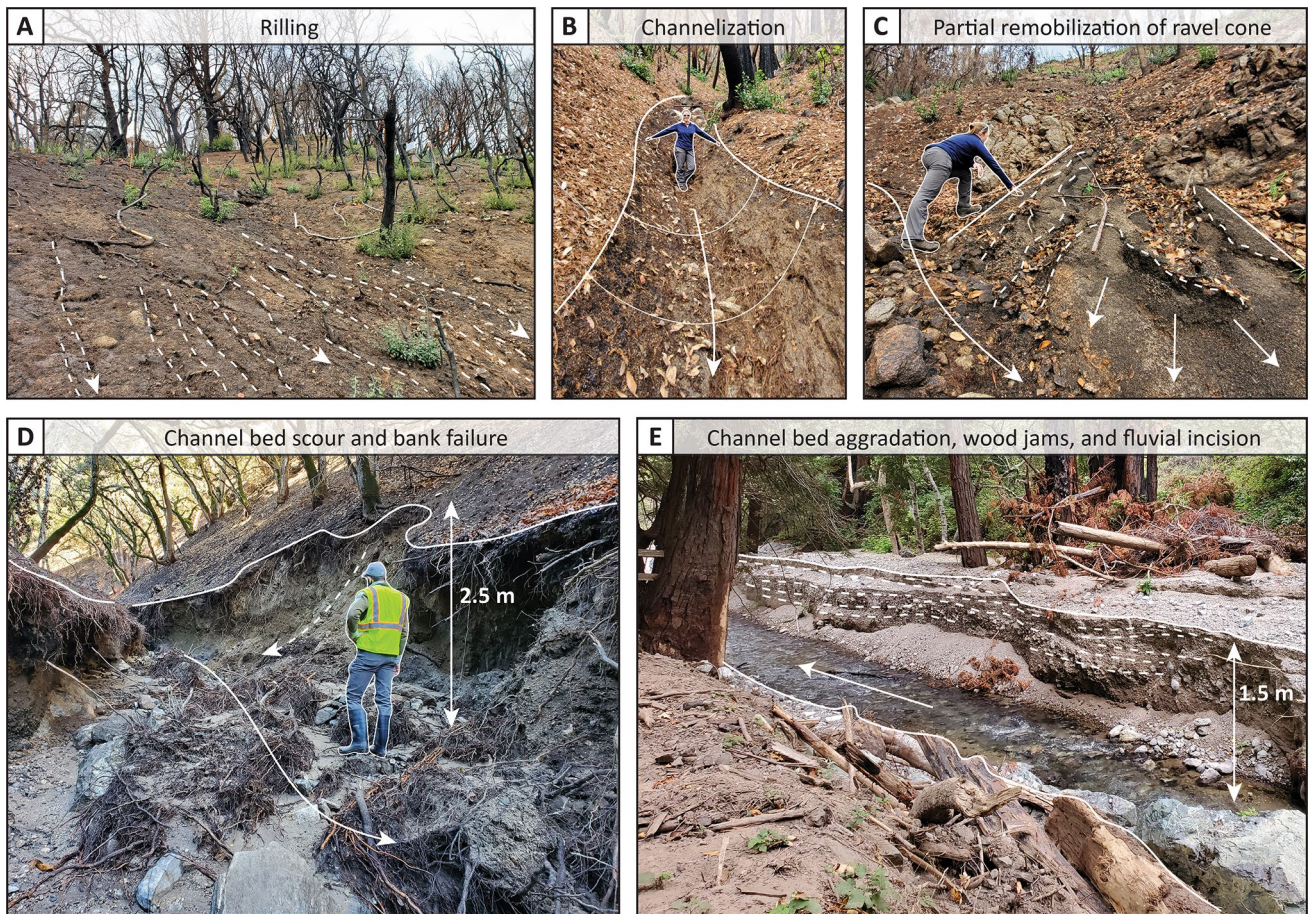 A
Rilling
B
Channelization
C
Partial remobilization of ravel cone
D
Channel bed scour and bank failure
2.5 m
E
Channel bed aggradation, wood jams, and fluvial incision
1.5 m